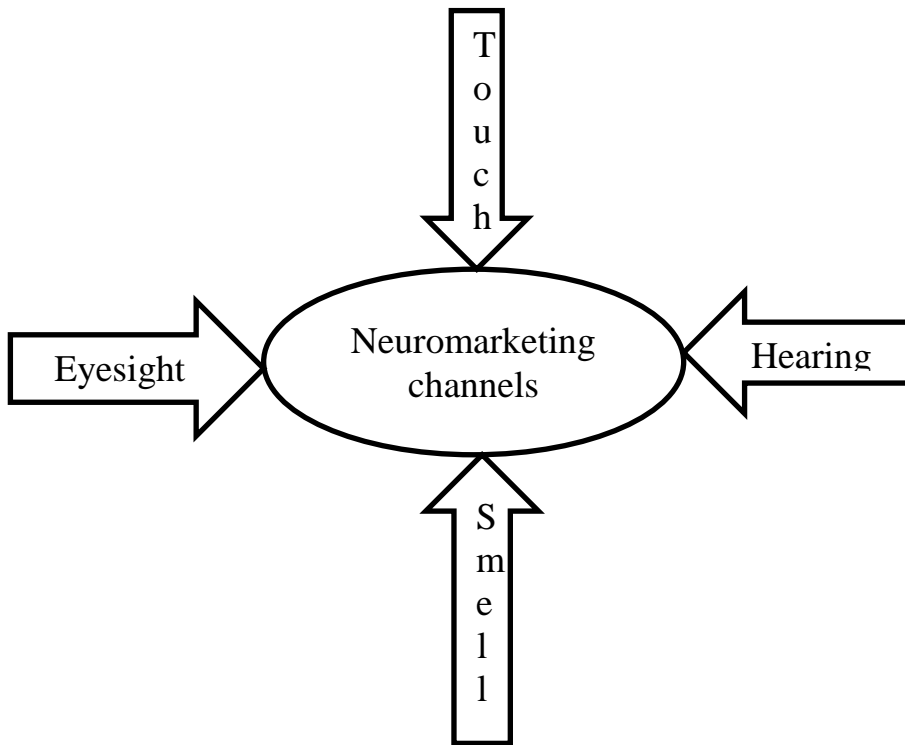 Touch
Neuromarketing
channels
Eyesight
Hearing
Smell